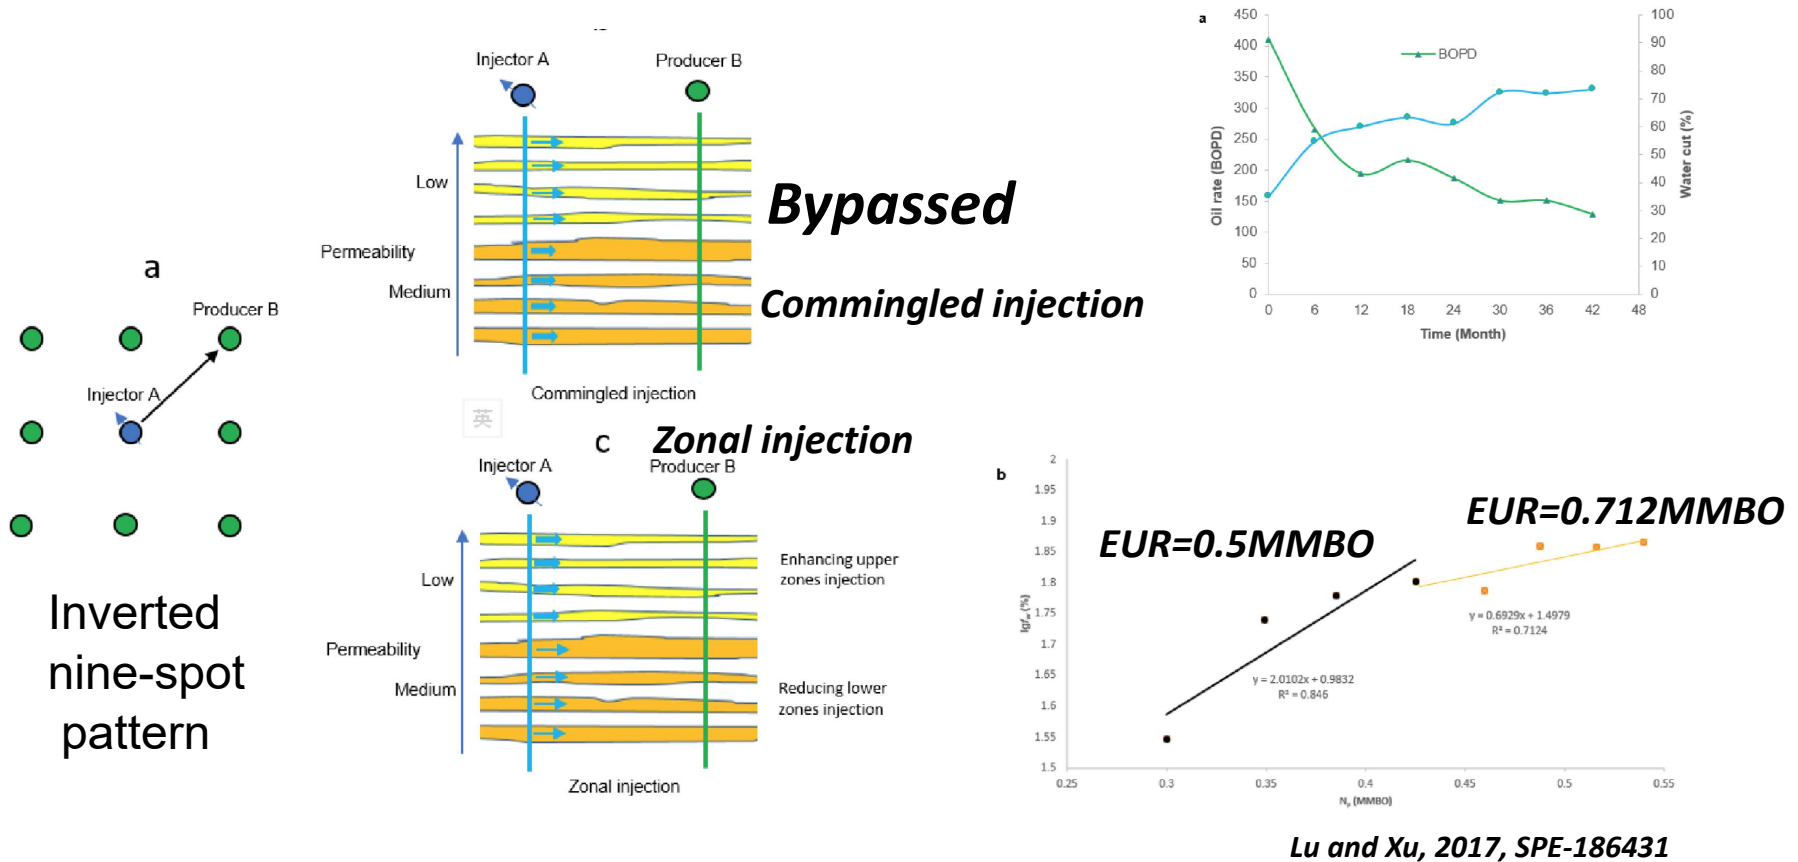 a
Producer B
Injector A
Inverted
nine-spot
pattern
Injector A
Producer B
Low
Permeability
Medium
Commingled injection
Bypassed
Commingled injection
英
c
Zonal injection
Injector A
Producer B
Low
Permeability
Medium
Enhancing upper
zones injection
Reducing lower
zones injection
Zonal injection
a
BOPD
Oil rate (BOPD)
450
400
350
300
250
200
150
100
50
0
Water cut (%)
100
90
80
70
60
50
40
30
20
10
0
0 6 12 18 24 30 36 42 48
Time (Month)
b
EUR=0.5MMBO
EUR=0.712MMBO
lgfw (%)
2
1.95
1.9
1.85
1.8
1.75
1.7
1.65
1.6
1.55
1.5
y = 2.0102x + 0.9832
R² = 0.846
y = 0.6929x + 1.4979
R² = 0.7124
0.25 0.3 0.35 0.4 0.45 0.5 0.55
Np (MMBO)
Lu and Xu, 2017, SPE-186431